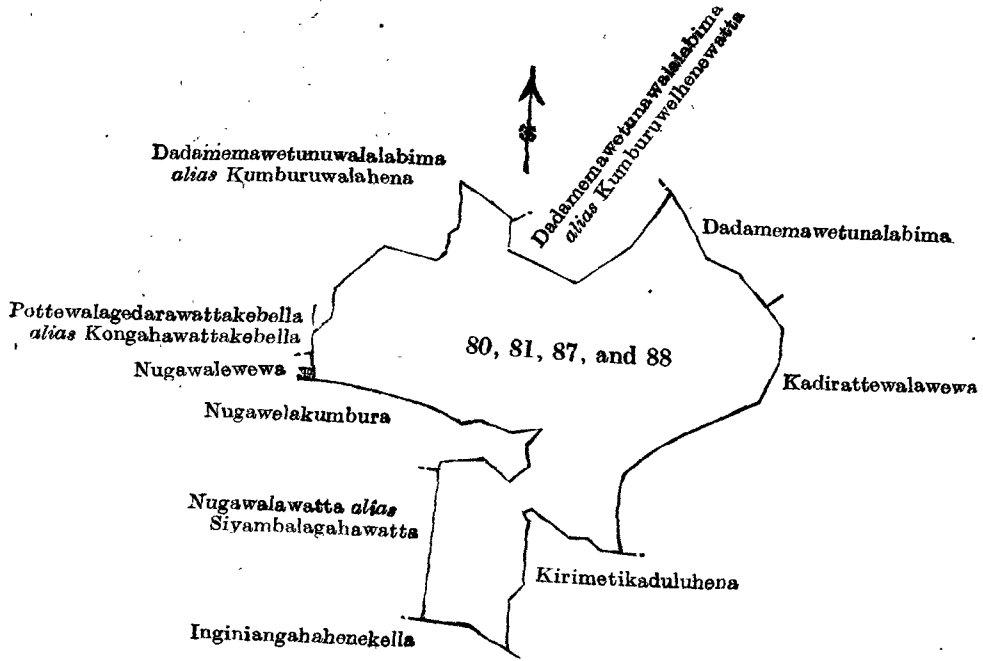 Dadamemawetunawalalabima
alias Kumburuwelhenewatta
Dadamemawetunuwalalabima
alias Kumburuwalahena
Dadamemawetunalabima
Pottewalagedarawattakebella
alias Kongahawattakebella
80, 81, 87, and 88
Nugawalewewa
Kadirattewalawewa
Nugawelakumbura
Nugawalawatta alias
Siyambalagahawatta
Kirimetikaduluhena
Inginiangahahenekella